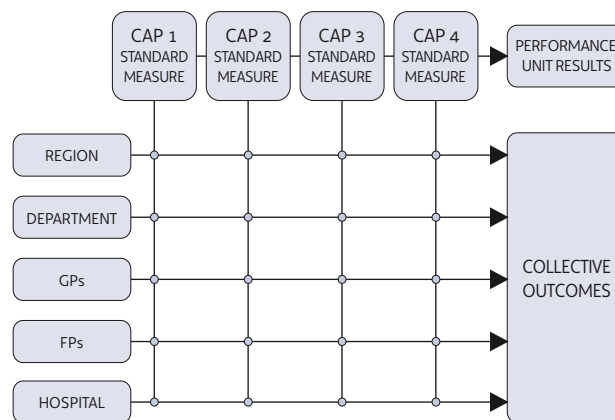 CAP 1
STANDARD
MEASURE
CAP 2
STANDARD
MEASURE
CAP 3
STANDARD
MEASURE
CAP 4
STANDARD
MEASURE
PERFORMANCE
UNIT RESULTS
REGION
DEPARTMENT
GPs
FPs
HOSPITAL
COLLECTIVE
OUTCOMES